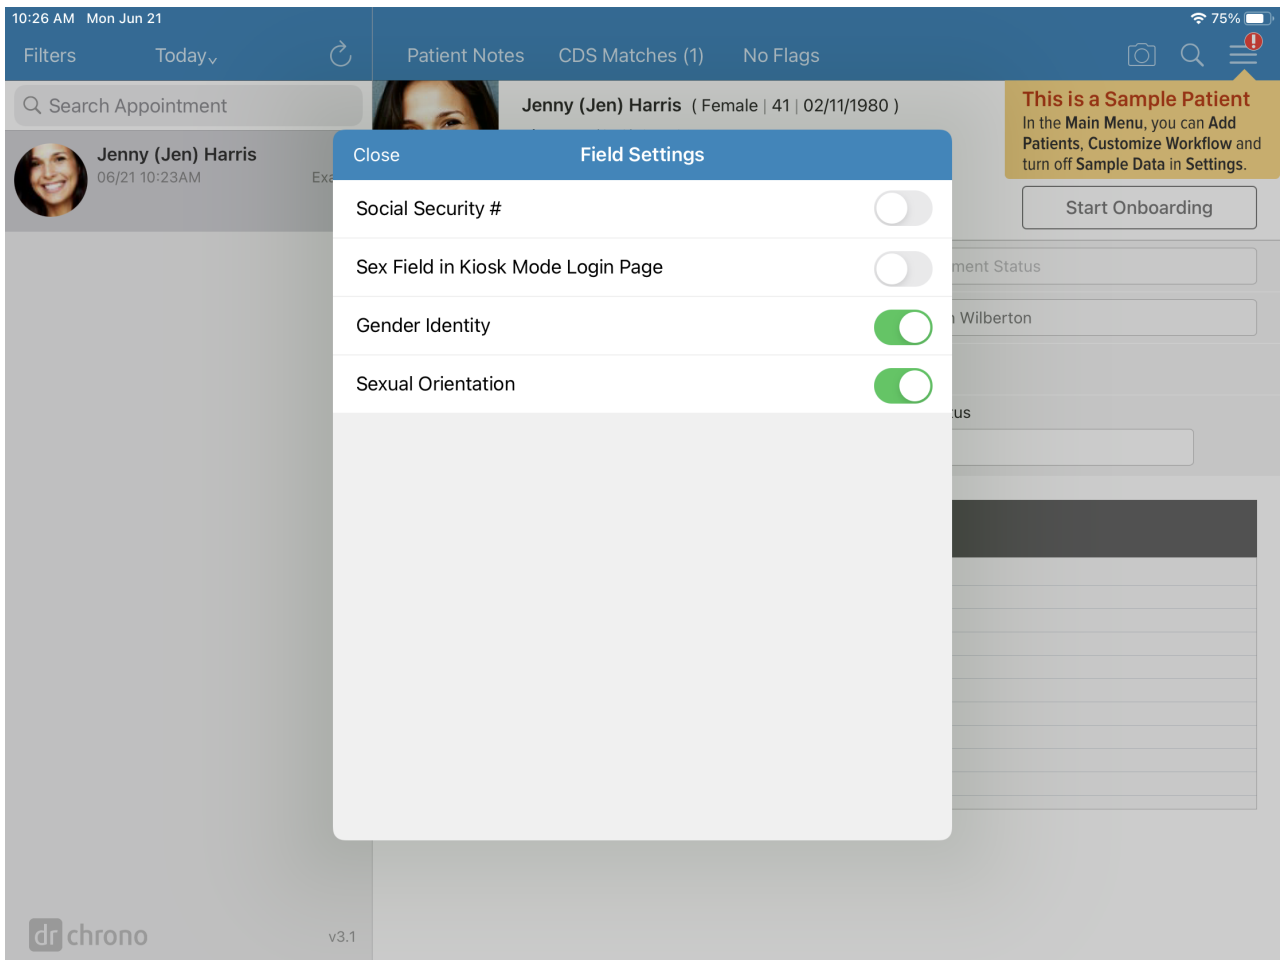 10:26 AM Mon Jun 21
75%
Filters
Today
Patient Notes
CDS Matches (1)
No Flags
Search Appointment
Jenny (Jen) Harris
06/21 10:23AM
Jenny (Jen) Harris ( Female | 41 | 02/11/1980 )
This is a Sample Patient
In the Main Menu, you can Add
Patients, Customize Workflow and
turn off Sample Data in Settings.
Start Onboarding
Close
Field Settings
Social Security #
Sex Field in Kiosk Mode Login Page
Gender Identity
Sexual Orientation
Status
Wilberton
dr chrono
v3.1